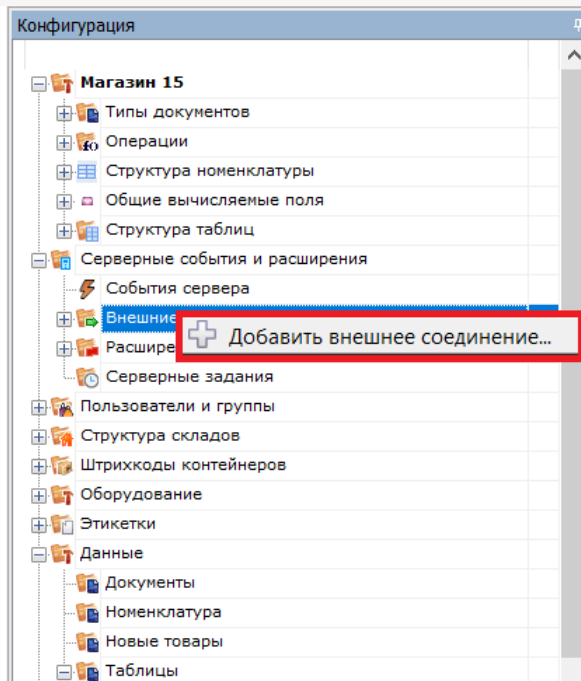 Конфигурация
Магазин 15
Типы документов
Операции
Структура номенклатуры
Общие вычисляемые поля
Структура таблиц
Серверные события и расширения
События сервера
Внешние
Добавить внешнее соединение...
Расшире
Серверные задания
Пользователи и группы
Структура складов
Штрихкоды контейнеров
Оборудование
Этикетки
Данные
Документы
Номенклатура
Новые товары
Таблицы